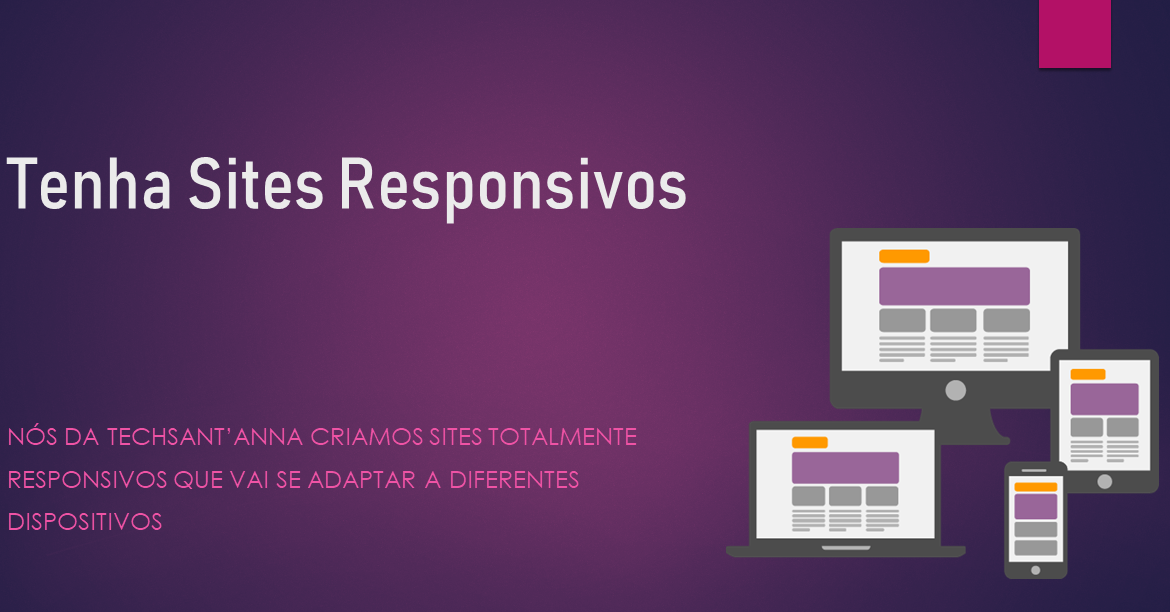 Tenha Sites Responsivos
NÓS DA TECHSANT’ANNA CRIAMOS SITES TOTALMENTE
RESPONSIVOS QUE VAI SE ADAPTAR A DIFERENTES
DISPOSITIVOS